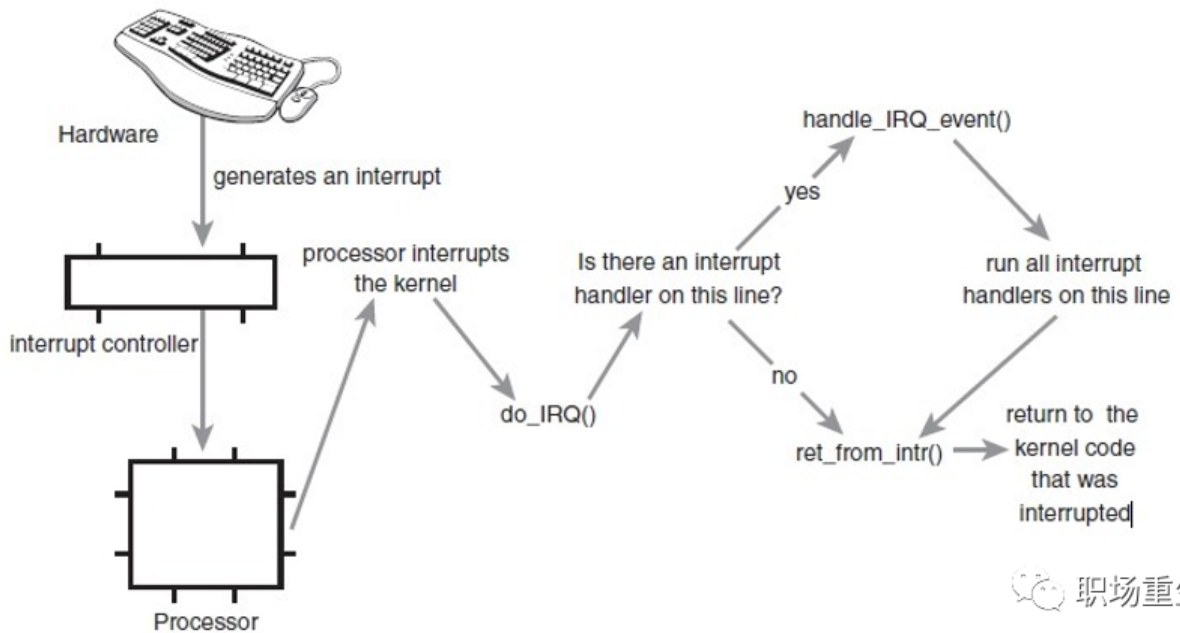 Hardware
generates an interrupt
interrupt controller
Processor
processor interrupts
the kernel
do_IRQ()
Is there an interrupt
handler on this line?
yes
no
handle_IRQ_event()
run all interrupt
handlers on this line
ret_from_intr()
return to the
kernel code
that was
interrupted
职场重